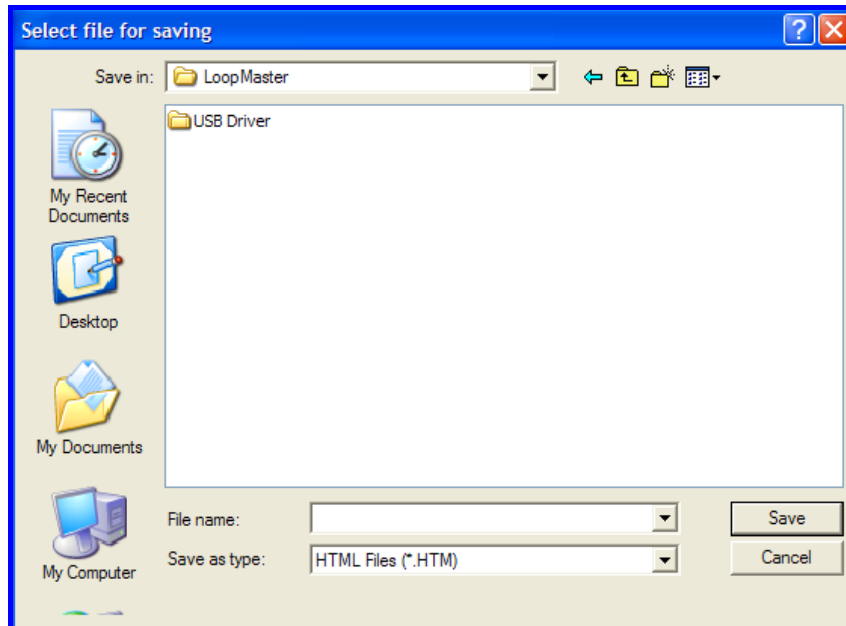 Select file for saving
Save in: LoopMaster
USB Driver
My Recent
Documents
Desktop
My Documents
My Computer
File name:
Save
Save as type: HTML Files (*.HTM)
Cancel